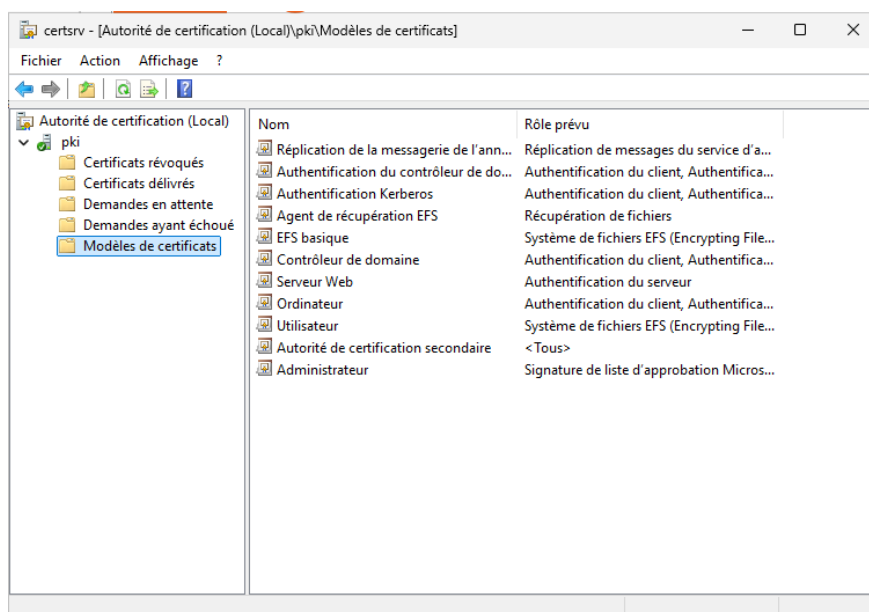 certsrv - [Autorité de certification (Local)\pki\Modèles de certificats]
Fichier Action Affichage ?
Autorité de certification (Local)
pki
Certificats révoqués
Certificats délivrés
Demandes en attente
Demandes ayant échoué
Modèles de certificats
Nom Rôle prévu
Réplication de la messagerie de l'ann... Réplication de messages du service d'a...
Authentification du contrôleur de do... Authentification du client, Authentifica...
Authentification Kerberos Authentification du client, Authentifica...
Agent de récupération EFS Récupération de fichiers
EFS basique Système de fichiers EFS (Encrypting File...
Contrôleur de domaine Authentification du client, Authentifica...
Serveur Web Authentification du serveur
Ordinateur Authentification du client, Authentifica...
Utilisateur Système de fichiers EFS (Encrypting File...
Autorité de certification secondaire <Tous>
Administrateur Signature de liste d'approbation Micros...